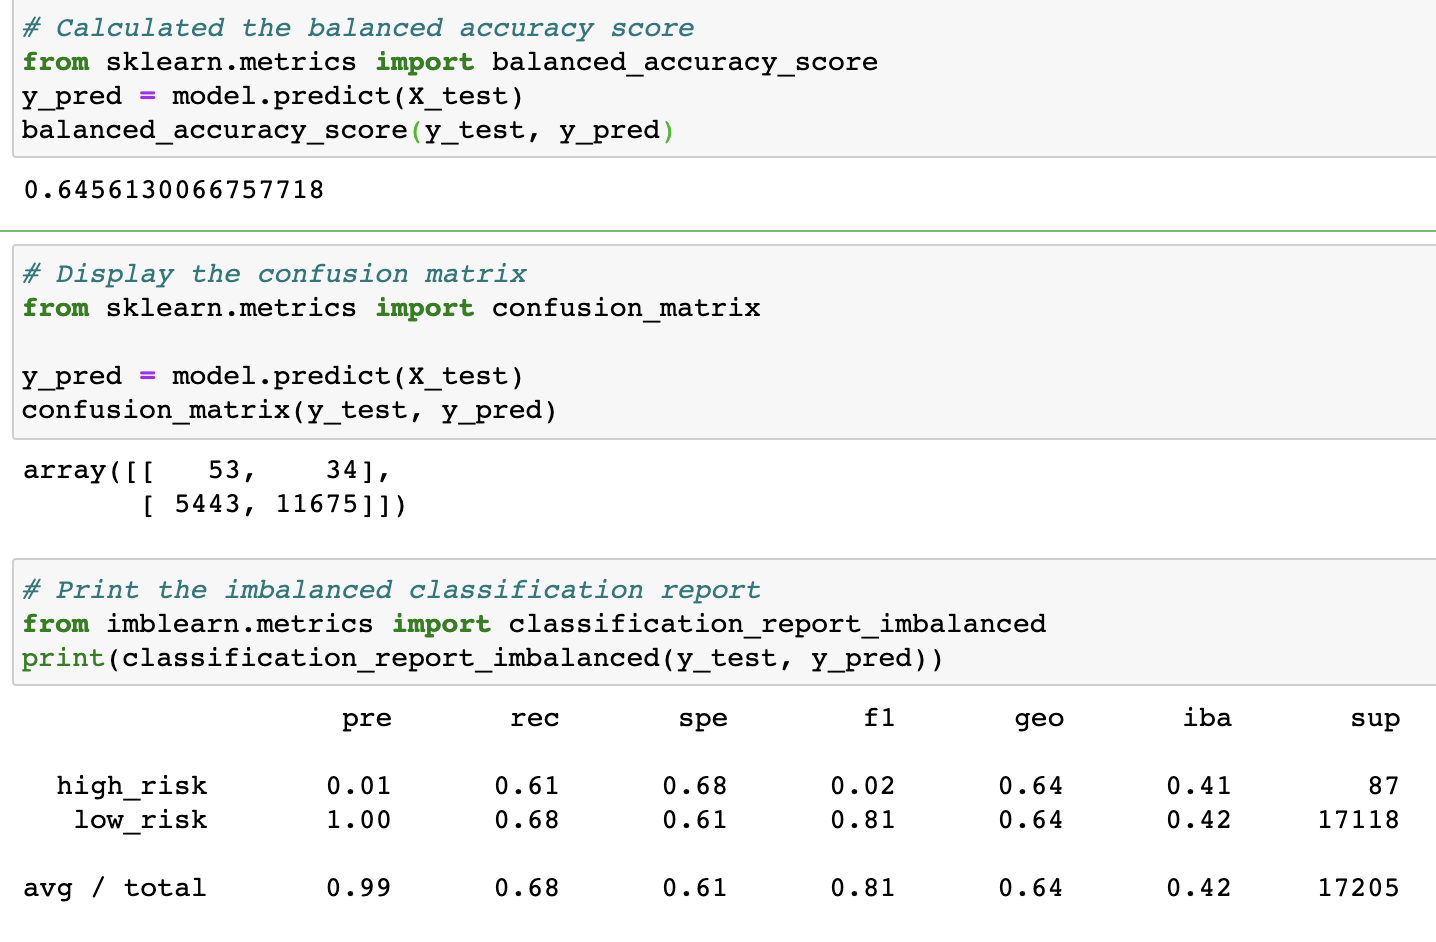 # Calculated the balanced accuracy score
from sklearn.metrics import balanced_accuracy_score
y_pred = model.predict(X_test)
balanced_accuracy_score(y_test, y_pred)
0.6456130066757718
# Display the confusion matrix
from sklearn.metrics import confusion_matrix
y_pred = model.predict(X_test)
confusion_matrix(y_test, y_pred)
array([[   53,    34],
       [ 5443, 11675]])
# Print the imbalanced classification report
from imblearn.metrics import classification_report_imbalanced
print(classification_report_imbalanced(y_test, y_pred))
                   pre       rec       spe        f1       geo       iba       sup
  high_risk       0.01      0.61      0.68      0.02      0.64      0.41        87
   low_risk       1.00      0.68      0.61      0.81      0.64      0.42     17118
avg / total       0.99      0.68      0.61      0.81      0.64      0.42     17205